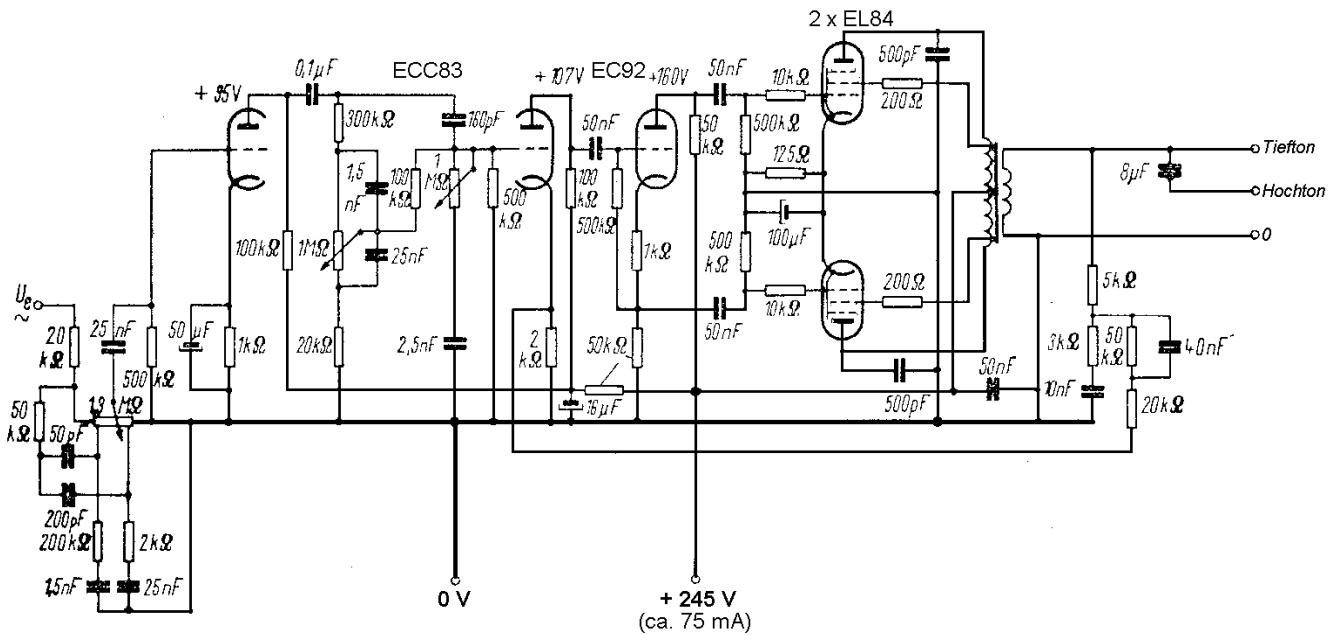 2 x EL84
ECC83
EC92
+ 95V
0,1µF
+ 107V
+160V
50nF
10kΩ
500pF
200Ω
300kΩ
160pF
50nF
50
kΩ
500kΩ
125Ω
1,5
nF
100
kΩ
1
MΩ
500
kΩ
100
kΩ
500kΩ
100kΩ
1MΩ
25nF
1kΩ
100µF
500
kΩ
8µF
Tiefton
Hochton
0
5kΩ
Ue
~
20
kΩ
25
nF
500
kΩ
50
µF
1kΩ
20kΩ
2,5nF
2
kΩ
50kΩ
50nF
10kΩ
200Ω
50nF
3kΩ
50
kΩ
40nF
10nF
20kΩ
16µF
500pF
50
kΩ
1,3
MΩ
50pF
200pF
200kΩ
2kΩ
1,5nF
25nF
0 V
+ 245 V
(ca. 75 mA)